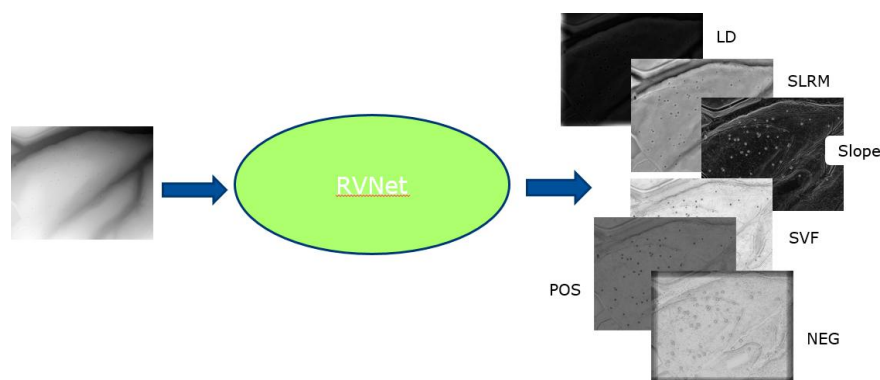 LD
SLRM
Slope
RVNet
SVF
POS
NEG